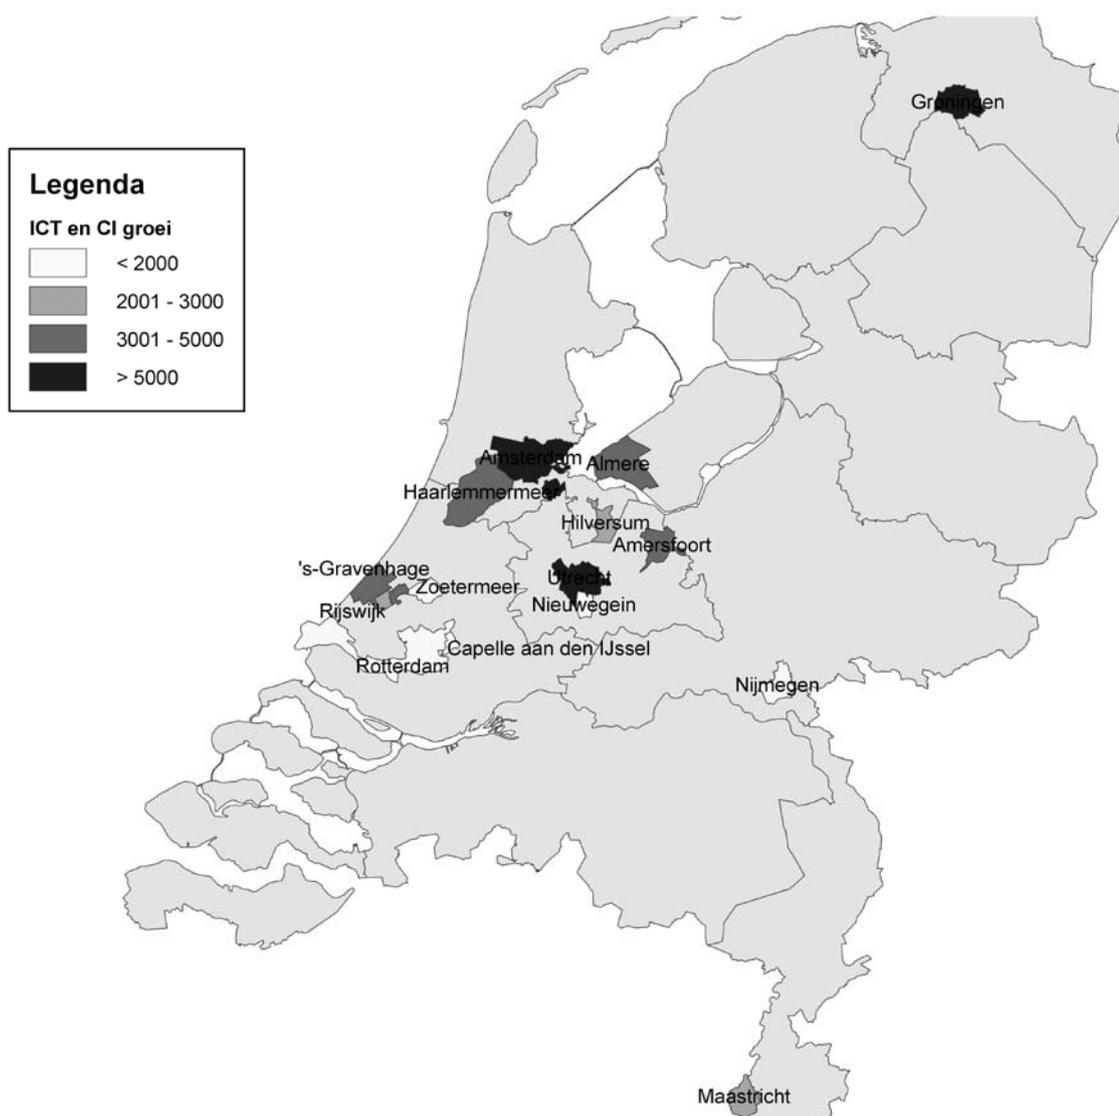 Groningen
Legenda
ICT en CI groei
< 2000
2001 - 3000
3001 - 5000
> 5000
Amsterdam
Almere
Haarlemmermeer
Hilversum
Amersfoort
's-Gravenhage
Zoetermeer
Utrecht
Rijswijk
Nieuwegein
Capelle aan den IJssel
Rotterdam
Nijmegen
Maastricht